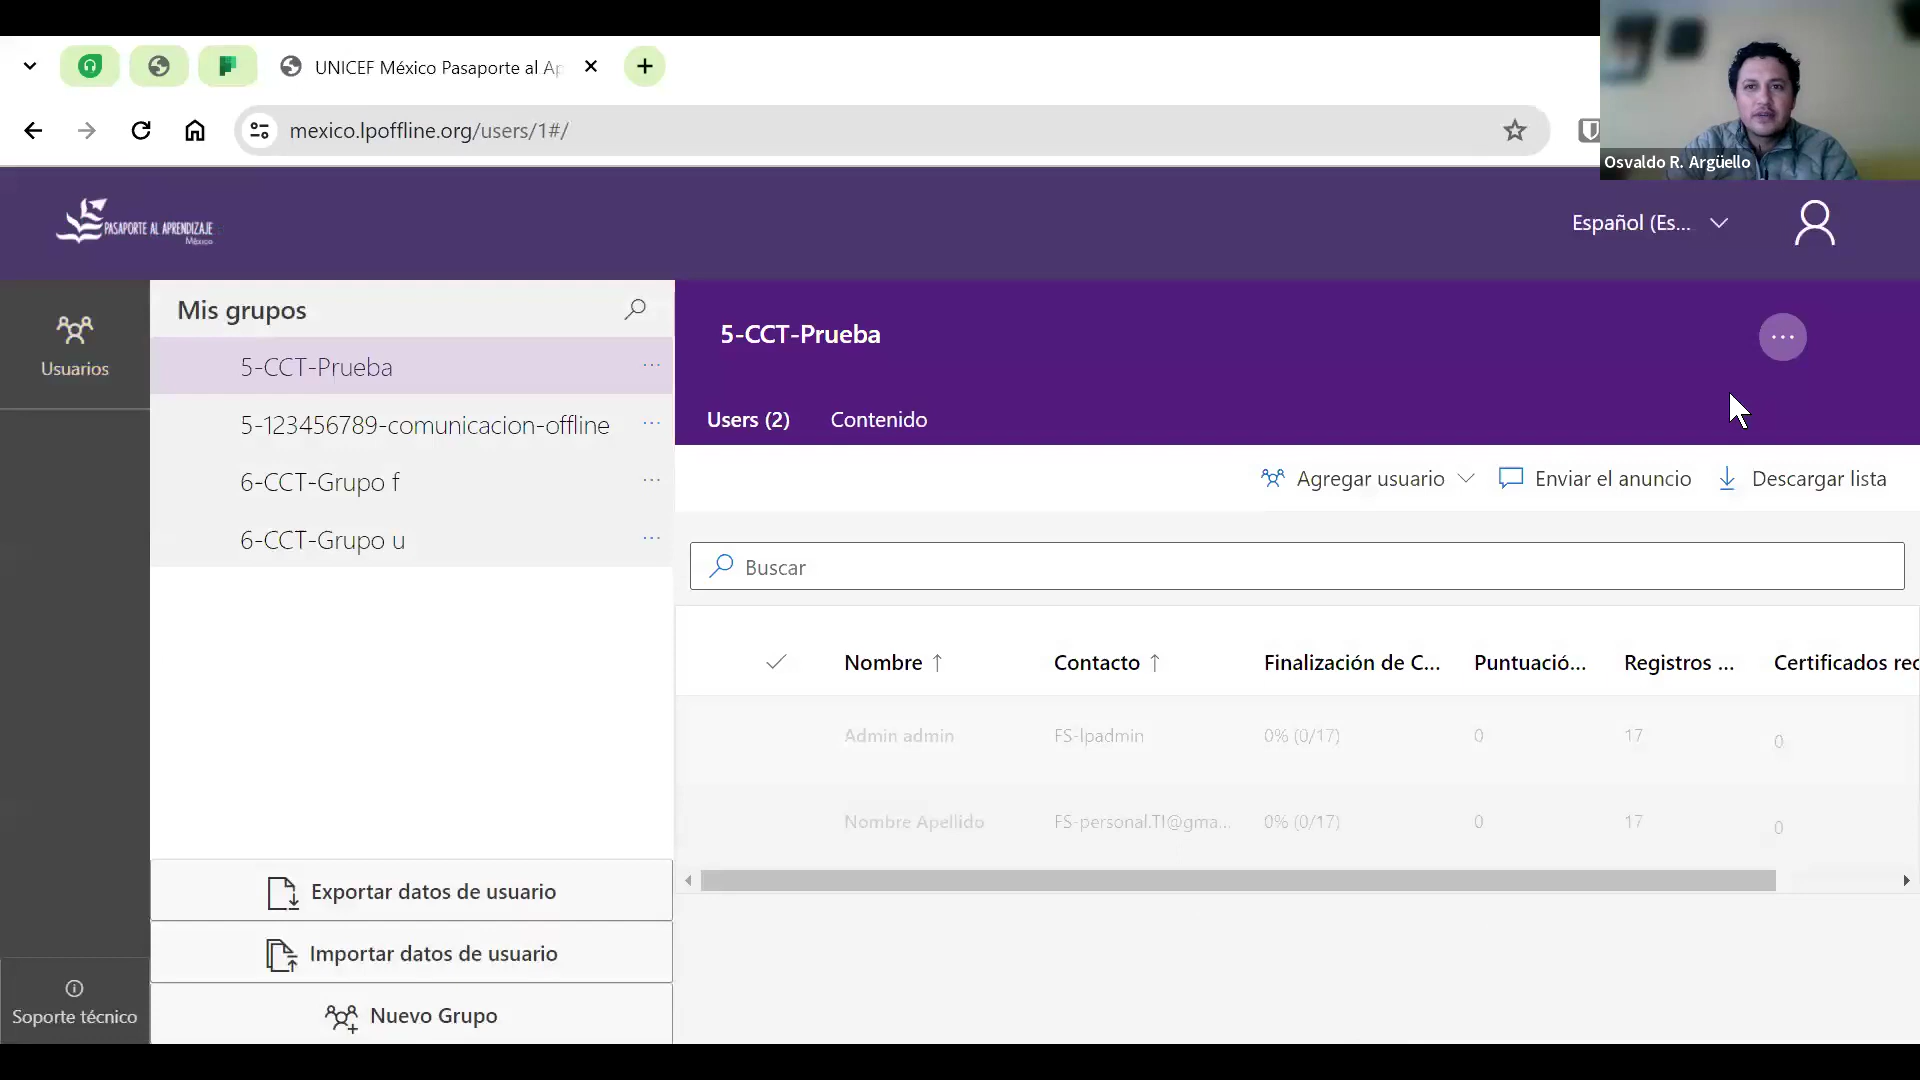 UNICEF México Pasaporte al Ap
mexico.lpoffline.org/users/1#/
Osvaldo R. Argüello
PASAPORTE AL APRENDIZAJE
México
Español (Es...
Usuarios
Mis grupos
5-CCT-Prueba
5-123456789-comunicacion-offline
6-CCT-Grupo f
6-CCT-Grupo u
5-CCT-Prueba
Users (2) Contenido
Agregar usuario Enviar el anuncio Descargar lista
Buscar
Nombre Contacto Finalización de C... Puntuació... Registros ... Certificados rec
Admin admin FS-lpadmin 0% (0/17) 0 17 0
Nombre Apellido FS-personal.TI@gma... 0% (0/17) 0 17 0
Exportar datos de usuario
Importar datos de usuario
Nuevo Grupo
Soporte técnico